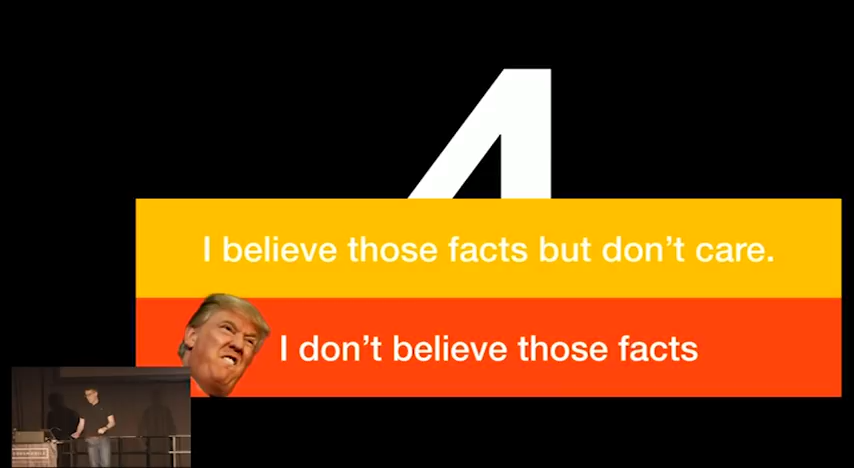 4
I believe those facts but don't care.
I don't believe those facts